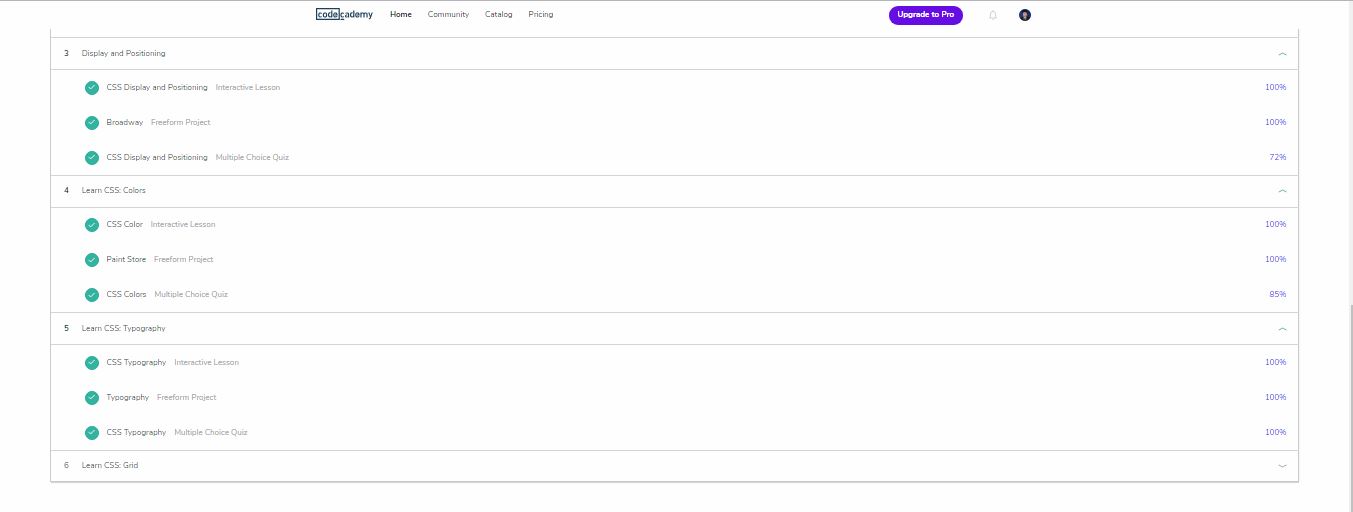 codecademy Home Community Catalog Pricing Upgrade to Pro
3 Display and Positioning
CSS Display and Positioning Interactive Lesson 100%
Broadway Freeform Project 100%
CSS Display and Positioning Multiple Choice Quiz 72%
4 Learn CSS: Colors
CSS Color Interactive Lesson 100%
Paint Store Freeform Project 100%
CSS Colors Multiple Choice Quiz 85%
5 Learn CSS: Typography
CSS Typography Interactive Lesson 100%
Typography Freeform Project 100%
CSS Typography Multiple Choice Quiz 100%
6 Learn CSS: Grid